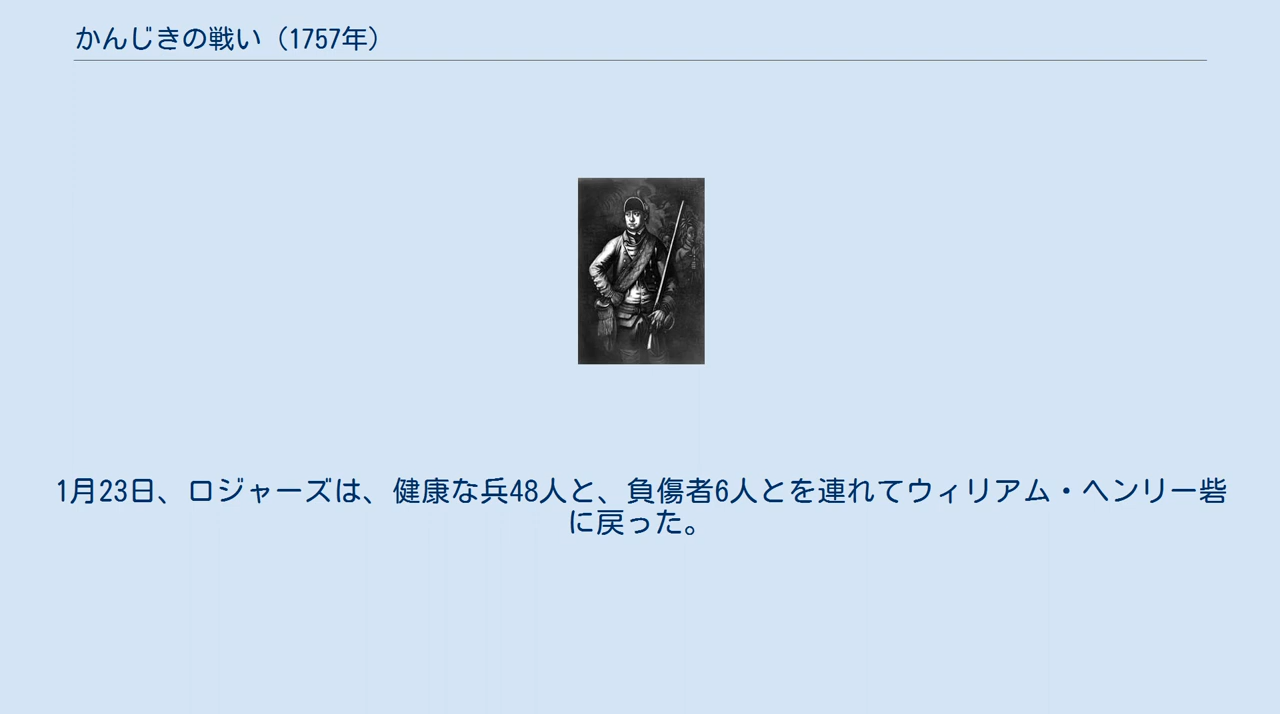 かんじきの戦い（1757年）
1月23日、ロジャーズは、健康な兵48人と、負傷者6人とを連れてウィリアム・ヘンリー砦
に戻った。